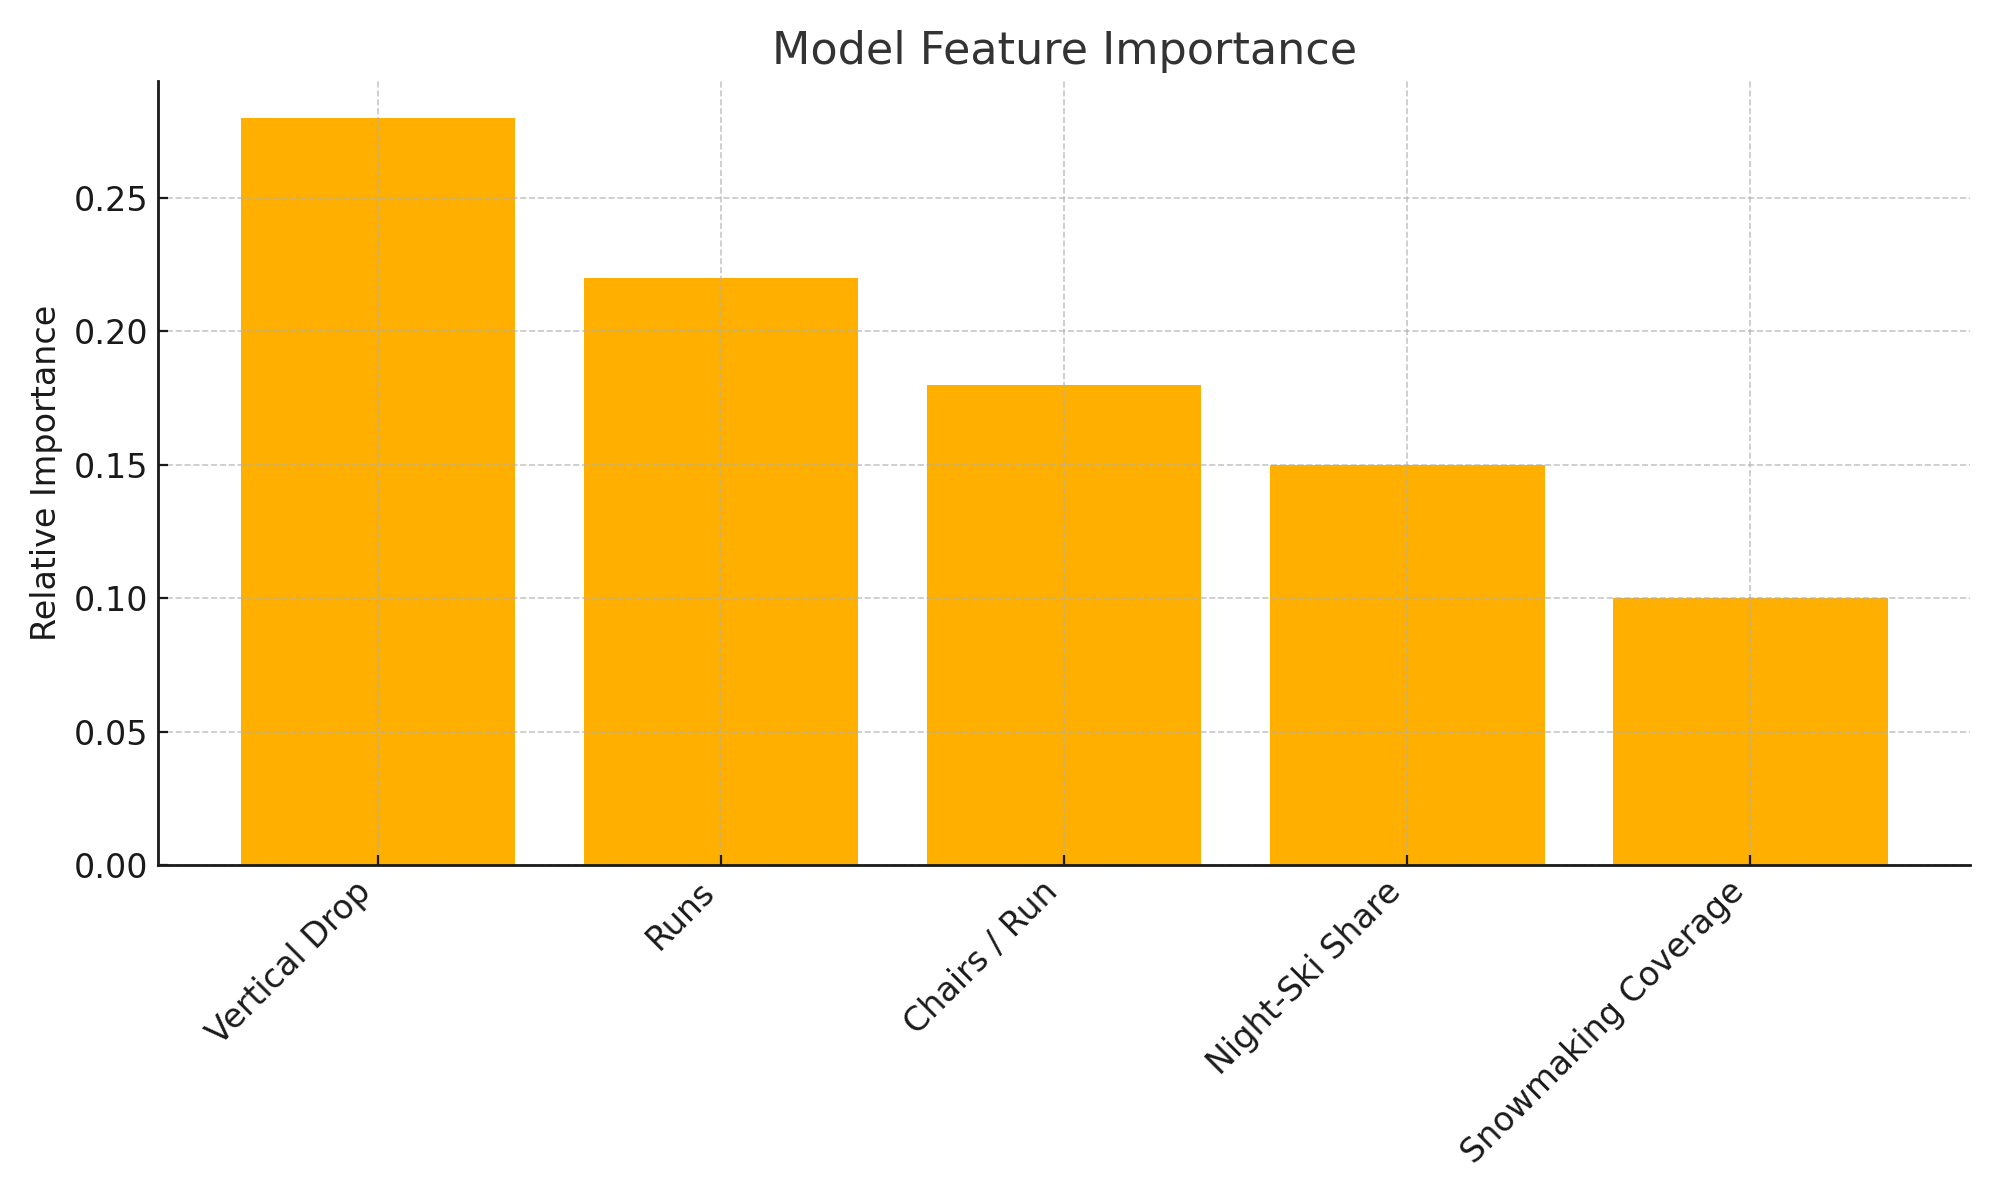 Model Feature Importance
Relative Importance
0.25
0.20
0.15
0.10
0.05
0.00
Vertical Drop
Runs
Chairs / Run
Night-Ski Share
Snowmaking Coverage